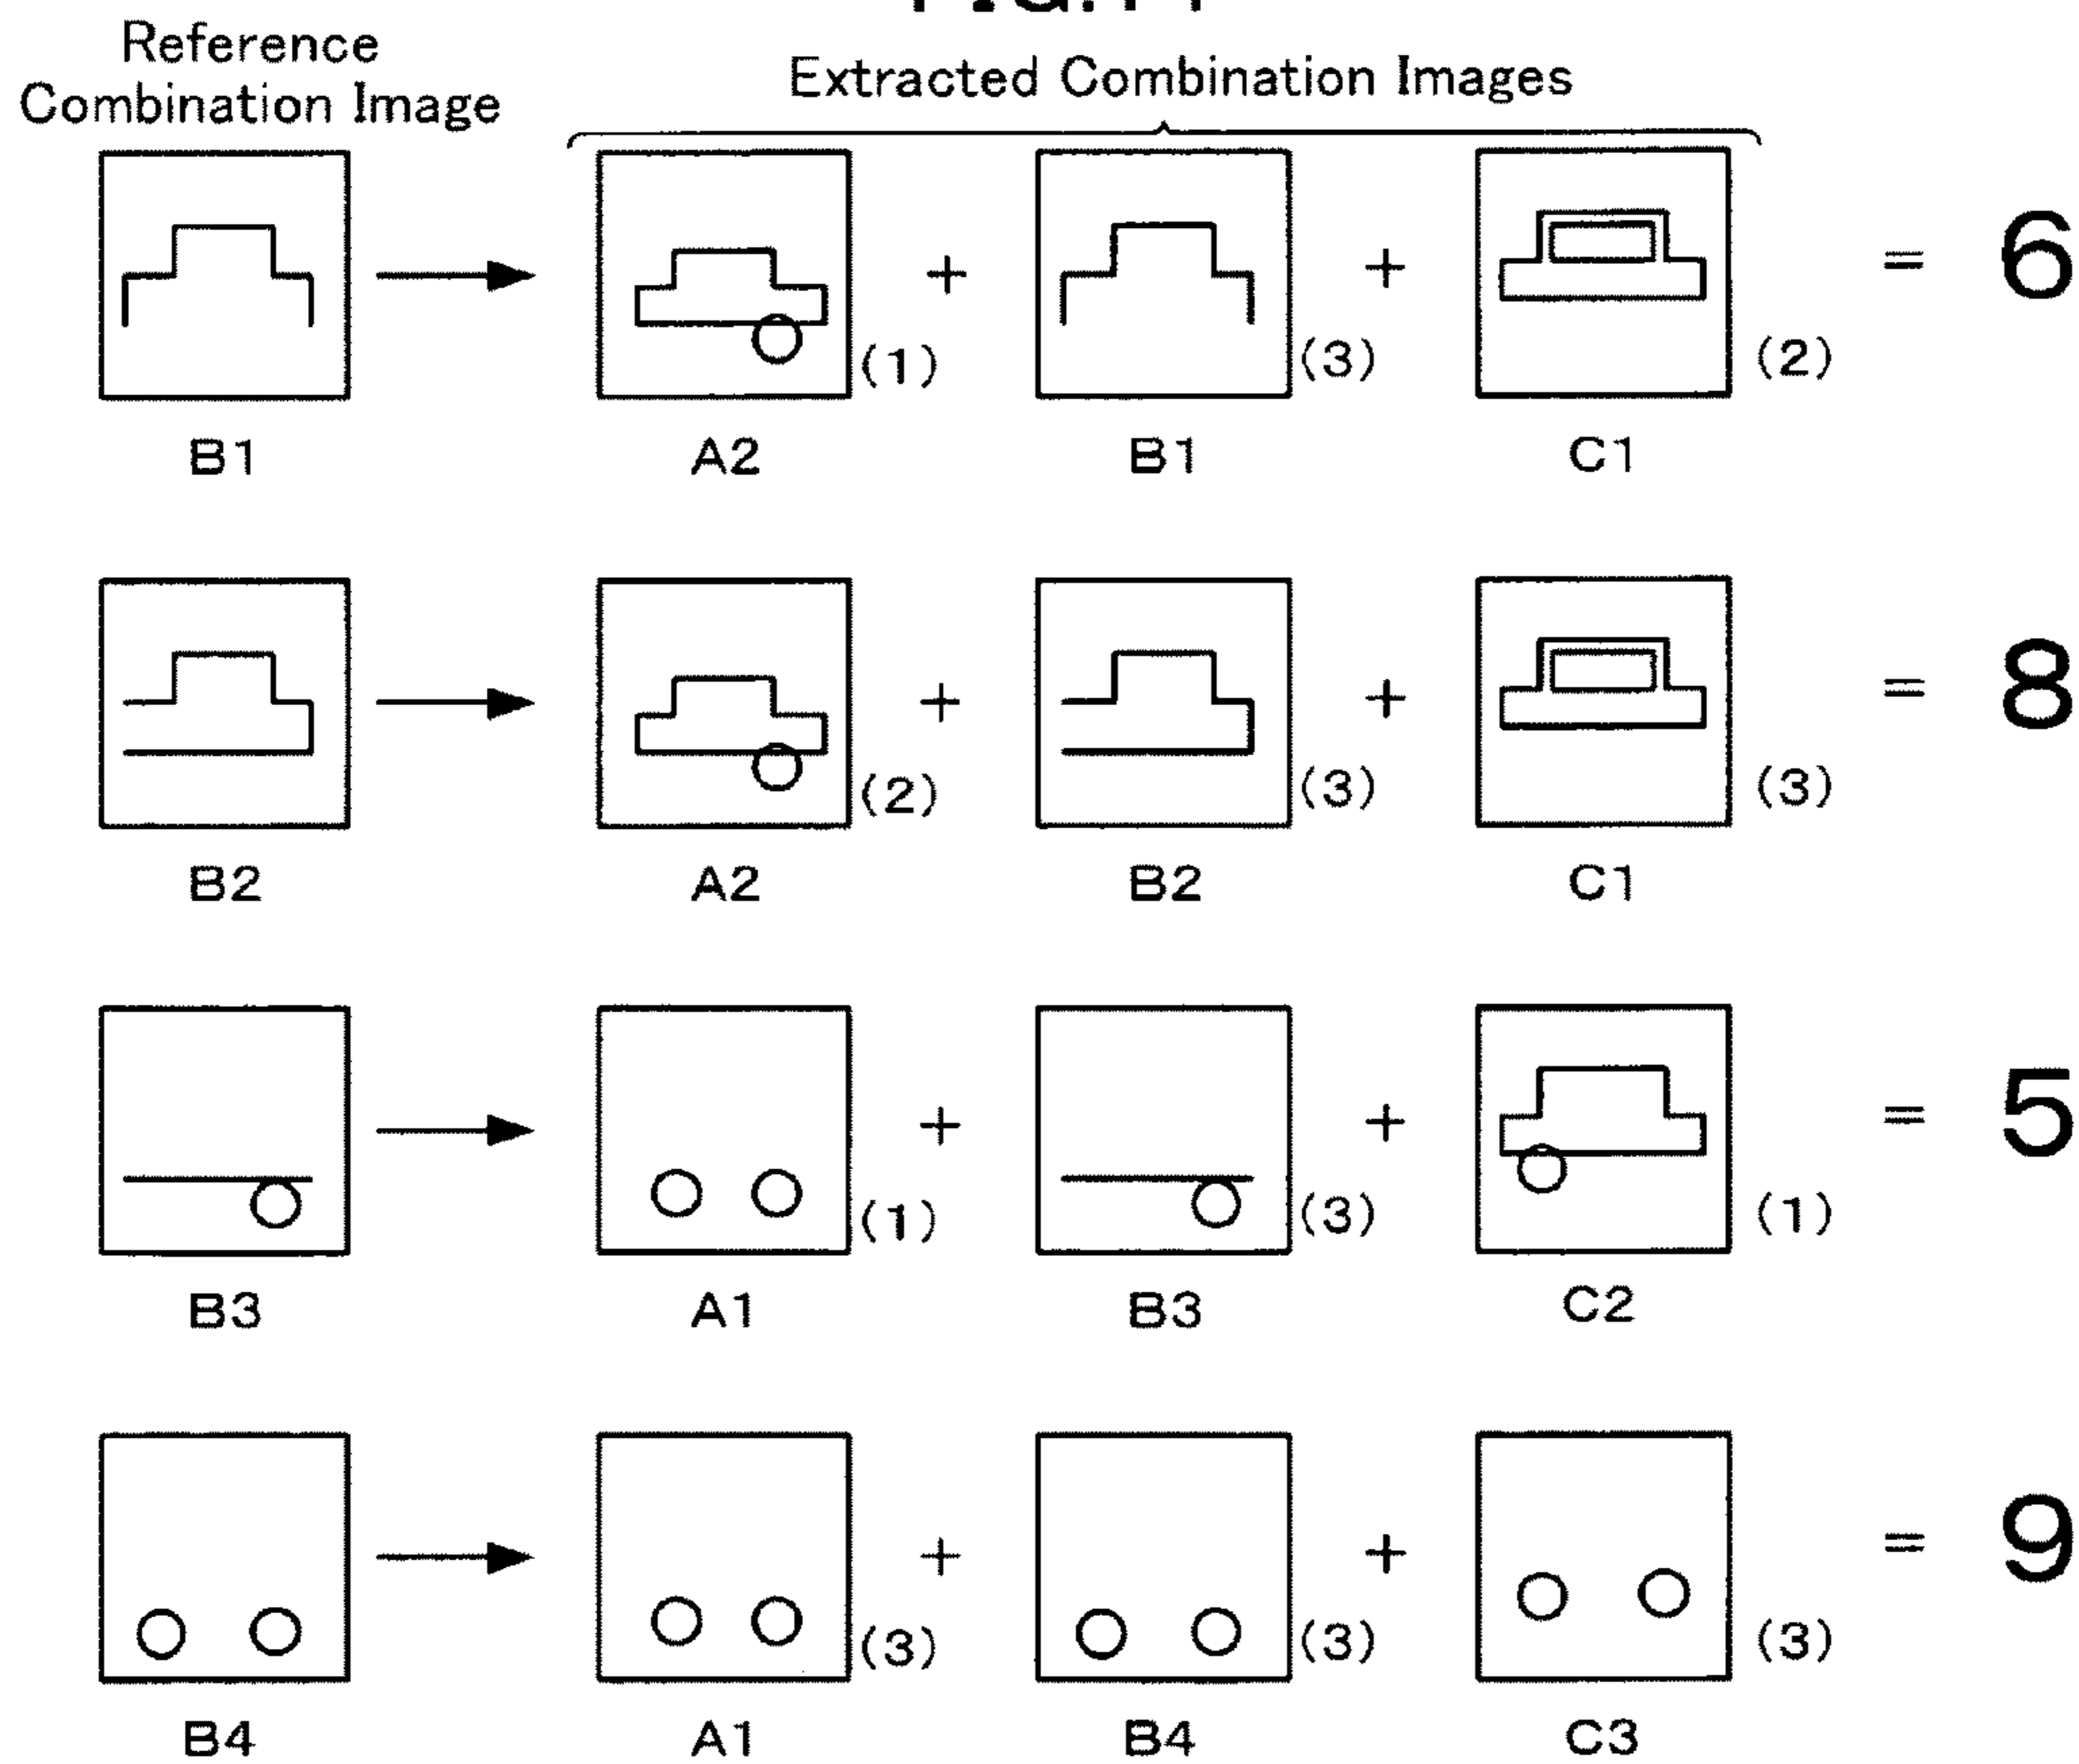 Reference
Combination Image
Extracted Combination Images
(1) + (3) + (2) = 6
B1 A2 B1 C1
(2) + (3) + (3) = 8
B2 A2 B2 C1
(1) + (3) + (1) = 5
B3 A1 B3 C2
(3) + (3) + (3) = 9
B4 A1 B4 C3